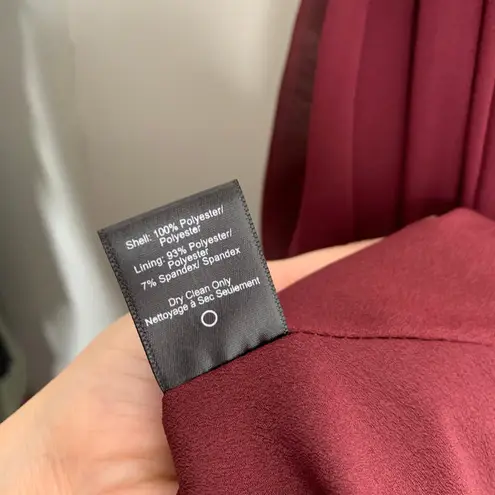 Shell: 100% Polyester/
Polyester
Lining: 93% Polyester/
Polyester
7% Spandex/ Spandex
Dry Clean Only
Nettoyage à Sec Seulement